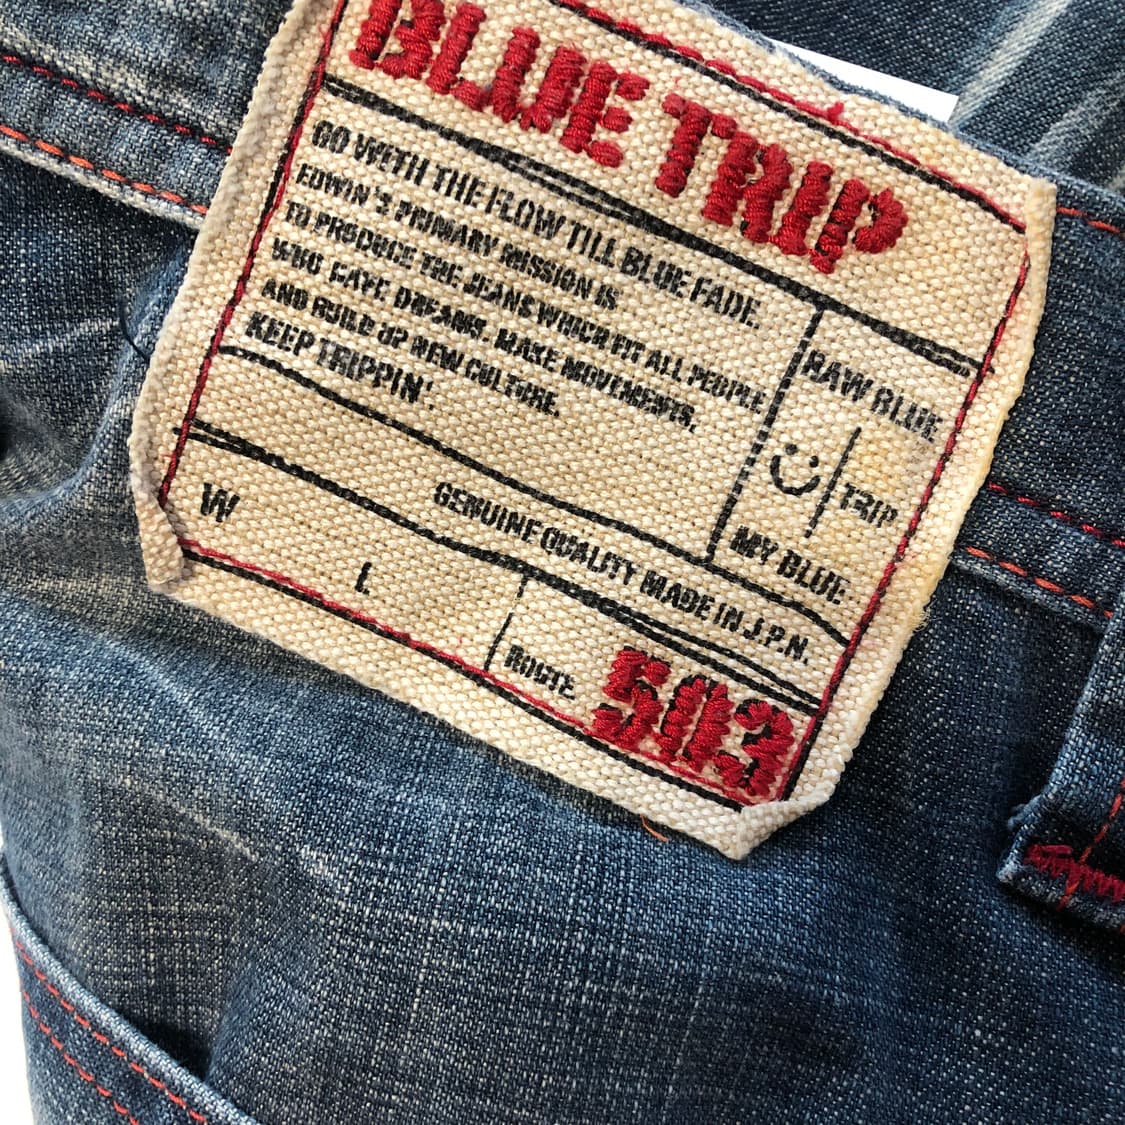 BLUE TRIP
GO WITH THE FLOW TILL BLUE FADE.
EDWIN'S PRIMARY MISSION IS
TO PRODUCE THE JEANS WHICH FIT ALL PEOPLE
WHO HAVE DREAMS, MAKE MOVEMENTS,
AND BUILD UP NEW CULTURE.
KEEP TRIPPIN'.
RAW BLUE
TRIP
MY BLUE
GENUINE QUALITY MADE IN J.P.N.
W
L
ROUTE
503